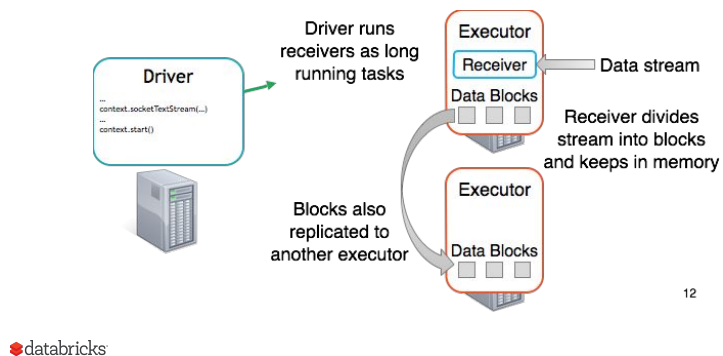 Driver
...
context.socketTextStream(...)
...
context.start()
Driver runs
receivers as long
running tasks
Executor
Receiver
Data Blocks
Data stream
Receiver divides
stream into blocks
and keeps in memory
Blocks also
replicated to
another executor
Executor
Data Blocks
12
databricks